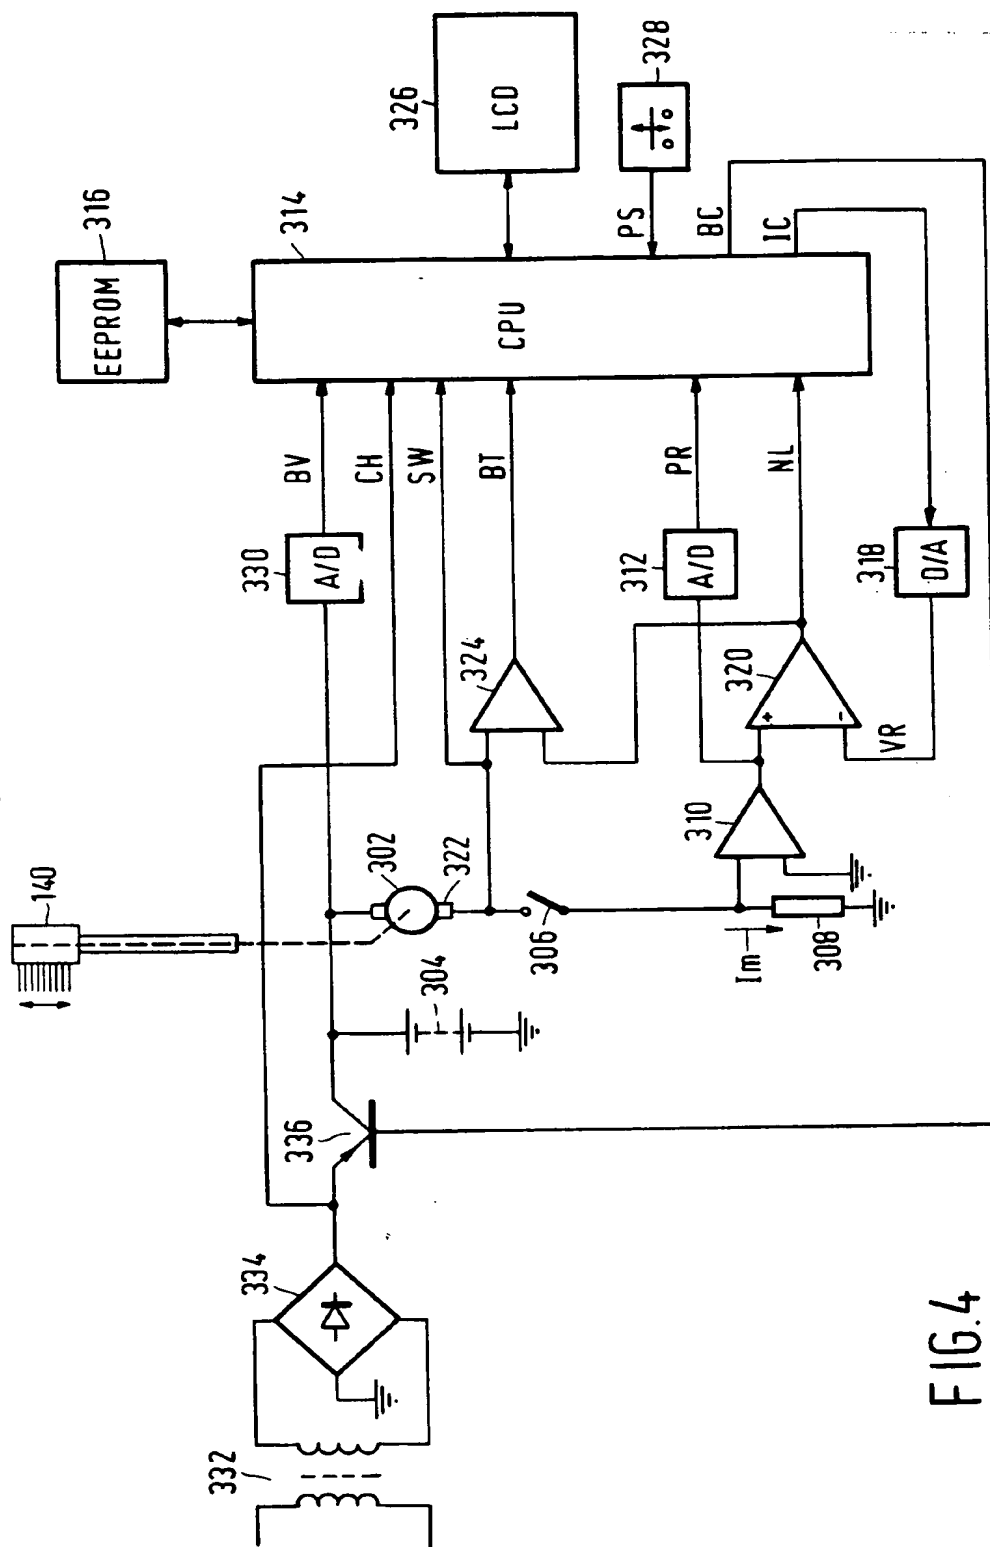 140
332
334
336
304
302
322
306
Im
308
310
324
320
VR
330
A/D
312
A/D
318
D/A
BV
CH
SW
BT
PR
NL
316
EEPROM
314
CPU
PS
BC
IC
326
LCD
328
FIG.4